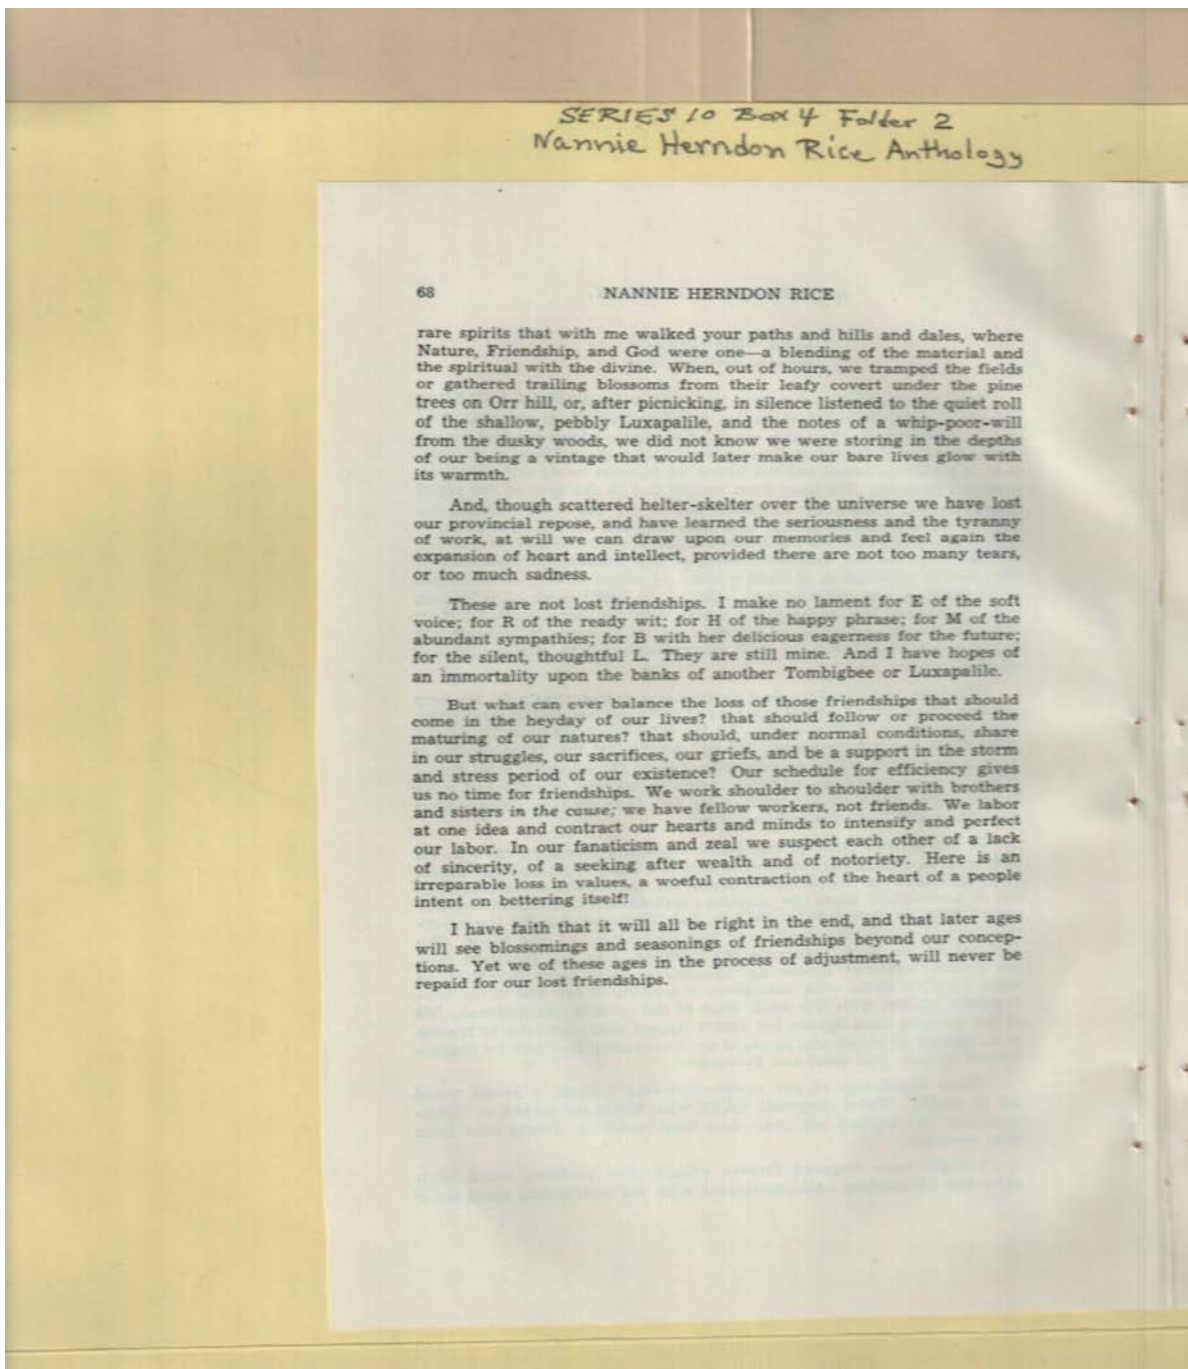 SERIES 10 Box 4 Folder 2
Nannie Herndon Rice Anthology
68 NANNIE HERNDON RICE
rare spirits that with me walked your paths and hills and dales, where
Nature, Friendship, and God were one—a blending of the material and
the spiritual with the divine. When, out of hours, we tramped the fields
or gathered trailing blossoms from their leafy covert under the pine
trees on Orr hill, or, after picnicking, in silence listened to the quiet roll
of the shallow, pebbly Luxapalile, and the notes of a whip-poor-will
from the dusky woods, we did not know we were storing in the depths
of our being a vintage that would later make our bare lives glow with
its warmth.
And, though scattered helter-skelter over the universe we have lost
our provincial repose, and have learned the seriousness and the tyranny
of work, at will we can draw upon our memories and feel again the
expansion of heart and intellect, provided there are not too many tears,
or too much sadness.
These are not lost friendships. I make no lament for E of the soft
voice; for R of the ready wit; for H of the happy phrase; for M of the
abundant sympathies; for B with her delicious eagerness for the future;
for the silent, thoughtful L. They are still mine. And I have hopes of
an immortality upon the banks of another Tombigbee or Luxapalile.
But what can ever balance the loss of those friendships that should
come in the heyday of our lives? that should follow or proceed the
maturing of our natures? that should, under normal conditions, share
in our struggles, our sacrifices, our griefs, and be a support in the storm
and stress period of our existence? Our schedule for efficiency gives
us no time for friendships. We work shoulder to shoulder with brothers
and sisters in the cause; we have fellow workers, not friends. We labor
at one idea and contract our hearts and minds to intensify and perfect
our labor. In our fanaticism and zeal we suspect each other of a lack
of sincerity, of a seeking after wealth and of notoriety. Here is an
irreparable loss in values, a woeful contraction of the heart of a people
intent on bettering itself!
I have faith that it will all be right in the end, and that later ages
will see blossomings and seasonings of friendships beyond our concep-
tions. Yet we of these ages in the process of adjustment, will never be
repaid for our lost friendships.